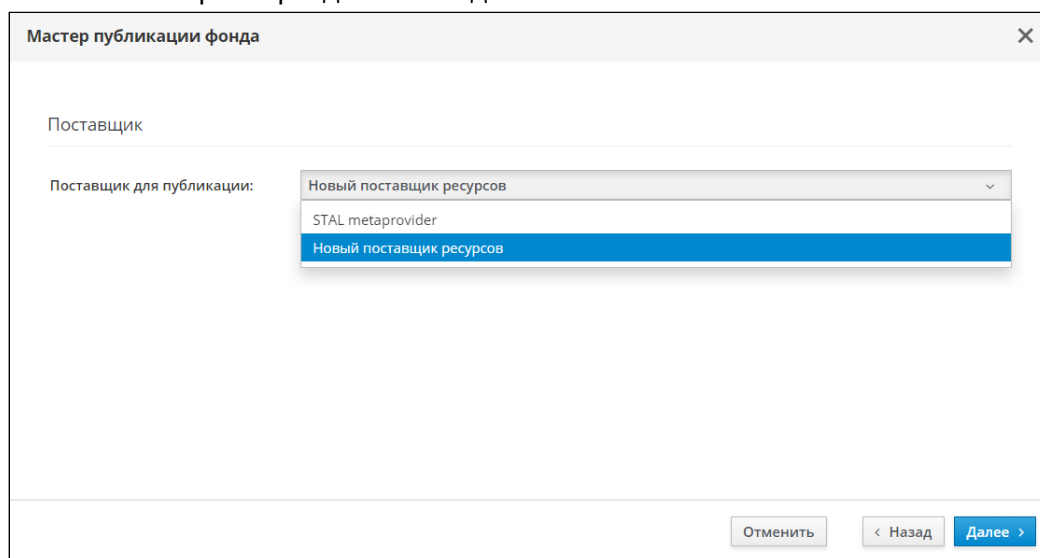 Мастер публикации фонда
Поставщик
Поставщик для публикации:
Новый поставщик ресурсов
STAL metaprovider
Новый поставщик ресурсов
Отменить
< Назад
Далее >